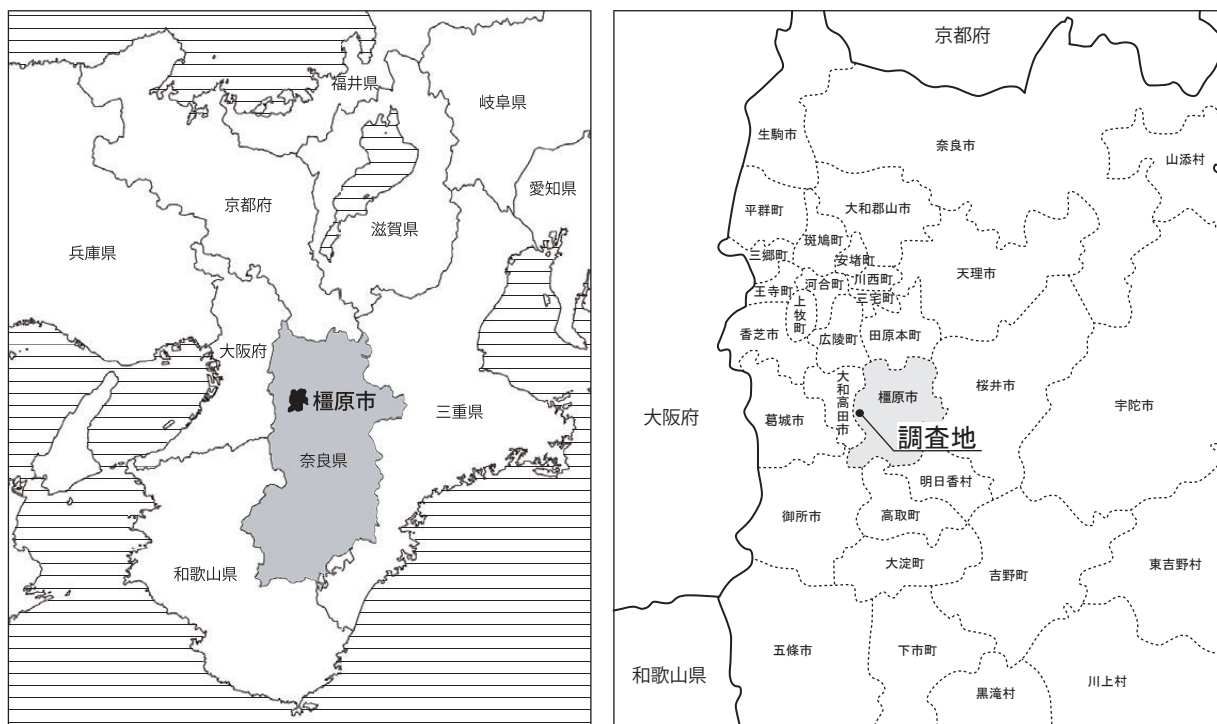 福井県
岐阜県
愛知県
京都府
滋賀県
兵庫県
大阪府
橿原市
三重県
奈良県
和歌山県
京都府
生駒市
奈良市
山添村
平群町
大和郡山市
斑鳩町
三郷町
安堵町
天理市
王寺町
河合町
川西町
上牧町
三宅町
香芝市
広陵町
田原本町
大和高田市
橿原市
桜井市
宇陀市
大阪府
葛城市
調査地
明日香村
御所市
高取町
大淀町
吉野町
東吉野村
五條市
下市町
和歌山県
黒滝村
川上村